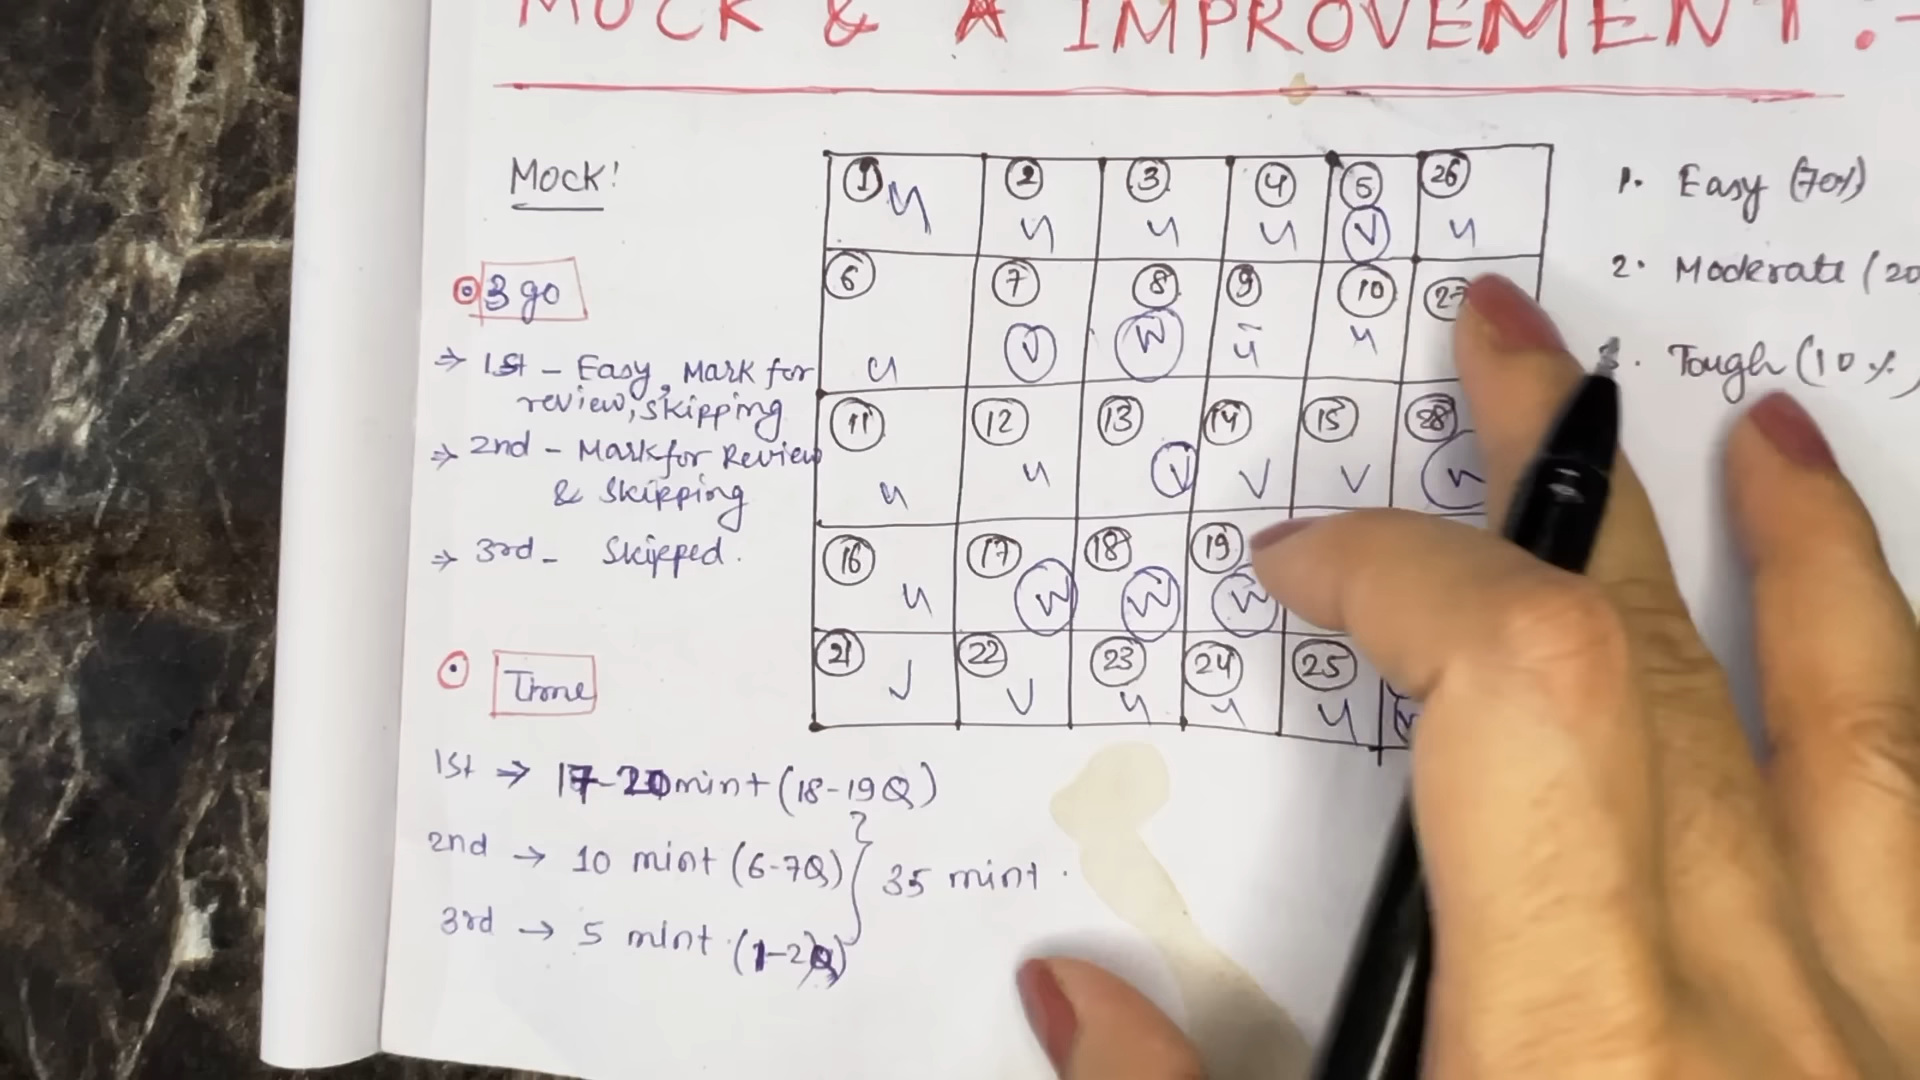 MOCK & A IMPROVEMENT :-
Mock!
3 go
⇒ 1st - Easy, Mark for
review, skipping
⇒ 2nd - Mark for Review
& Skipping
⇒ 3rd - Skipped.
Time
1st ⇒ 17-20 mint (18-19Q)
2nd → 10 mint (6-7Q)
35 mint.
3rd → 5 mint. (1-2Q)
1 2 3 4 5 26
u u u u V u
6 7 8 9 10 27
u V W u u
11 12 13 14 15 28
u u V V V
16 17 18 19
u W W W
21 22 23 24 25
V V u u u
1. Easy (70%)
2. Moderate (20
3. Tough (10%)